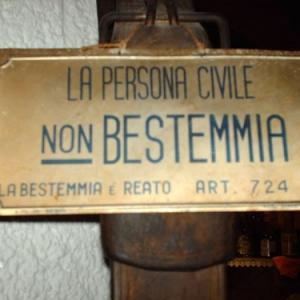 LA PERSONA CIVILE
NON BESTEMMIA
LA BESTEMMIA É REATO ART. 724